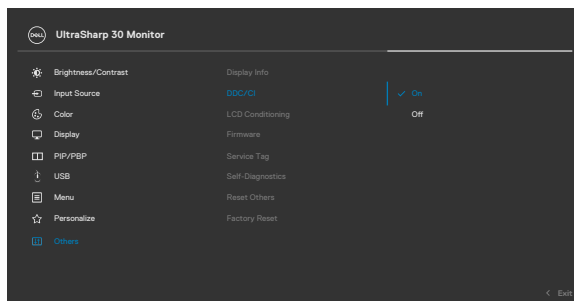 DELL UltraSharp 30 Monitor
Brightness/Contrast Display Info
Input Source DDC/CI On
Color LCD Conditioning Off
Display Firmware
PIP/PBP Service Tag
USB Self-Diagnostics
Menu Reset Others
Personalize Factory Reset
Others
Exit